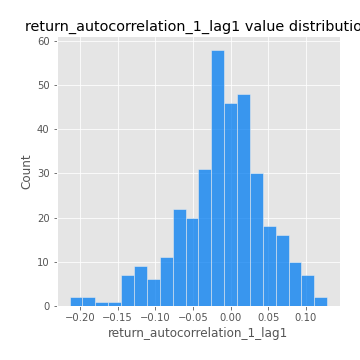 return_autocorrelation_1_lag1 value distributio
60
50
40
30
20
10
0
Count
−0.20 −0.15 −0.10 −0.05 0.00 0.05 0.10
return_autocorrelation_1_lag1